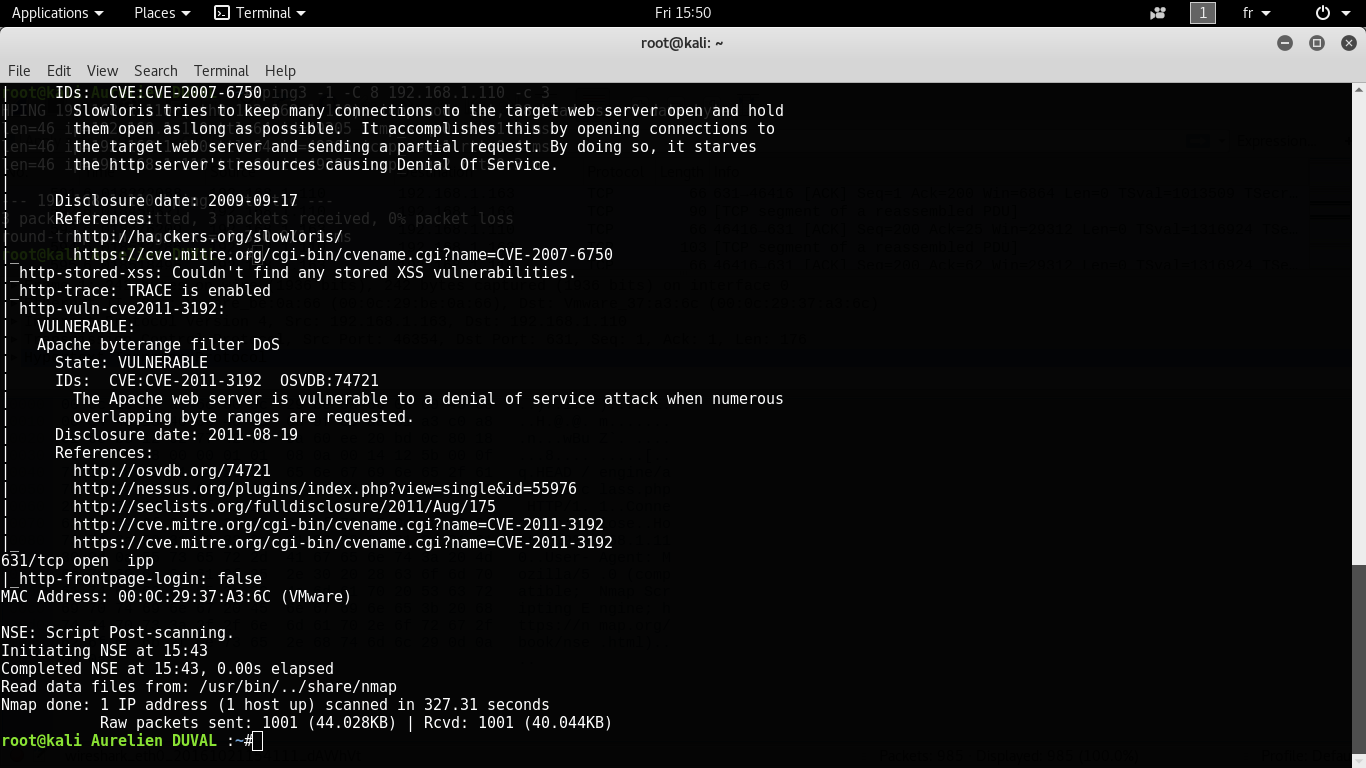 Applications Places Terminal Fri 15:50 1 fr
root@kali: ~
File Edit View Search Terminal Help
| IDs: CVE:CVE-2007-6750
| Slowloris tries to keep many connections to the target web server open and hold
| them open as long as possible. It accomplishes this by opening connections to
| the target web server and sending a partial request. By doing so, it starves
| the http server's resources causing Denial Of Service.
|
| Disclosure date: 2009-09-17
| References:
| http://ha.ckers.org/slowloris/
|_ https://cve.mitre.org/cgi-bin/cvename.cgi?name=CVE-2007-6750
|_http-stored-xss: Couldn't find any stored XSS vulnerabilities.
|_http-trace: TRACE is enabled
| http-vuln-cve2011-3192:
| VULNERABLE:
| Apache byterange filter DoS
| State: VULNERABLE
| IDs: CVE:CVE-2011-3192 OSVDB:74721
| The Apache web server is vulnerable to a denial of service attack when numerous
| overlapping byte ranges are requested.
| Disclosure date: 2011-08-19
| References:
| http://osvdb.org/74721
| http://nessus.org/plugins/index.php?view=single&id=55976
| http://seclists.org/fulldisclosure/2011/Aug/175
| http://cve.mitre.org/cgi-bin/cvename.cgi?name=CVE-2011-3192
|_ https://cve.mitre.org/cgi-bin/cvename.cgi?name=CVE-2011-3192
631/tcp open ipp
|_http-frontpage-login: false
MAC Address: 00:0C:29:37:A3:6C (VMware)
NSE: Script Post-scanning.
Initiating NSE at 15:43
Completed NSE at 15:43, 0.00s elapsed
Read data files from: /usr/bin/../share/nmap
Nmap done: 1 IP address (1 host up) scanned in 327.31 seconds
Raw packets sent: 1001 (44.028KB) | Rcvd: 1001 (40.044KB)
root@kali Aurelien DUVAL :~#